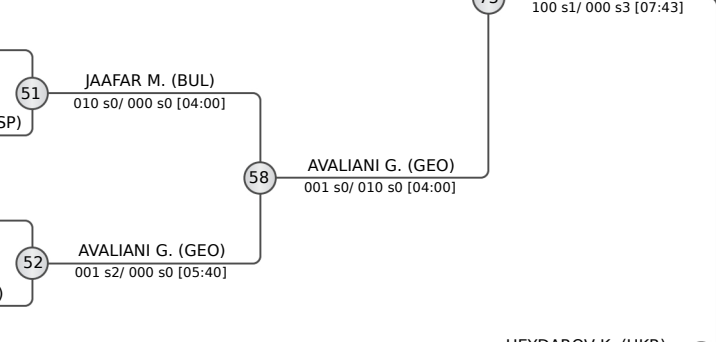 100 s1/ 000 s3 [07:43]
JAAFAR M. (BUL)
51
010 s0/ 000 s0 [04:00]
SP)
AVALIANI G. (GEO)
58
001 s0/ 010 s0 [04:00]
AVALIANI G. (GEO)
52
001 s2/ 000 s0 [05:40]
)